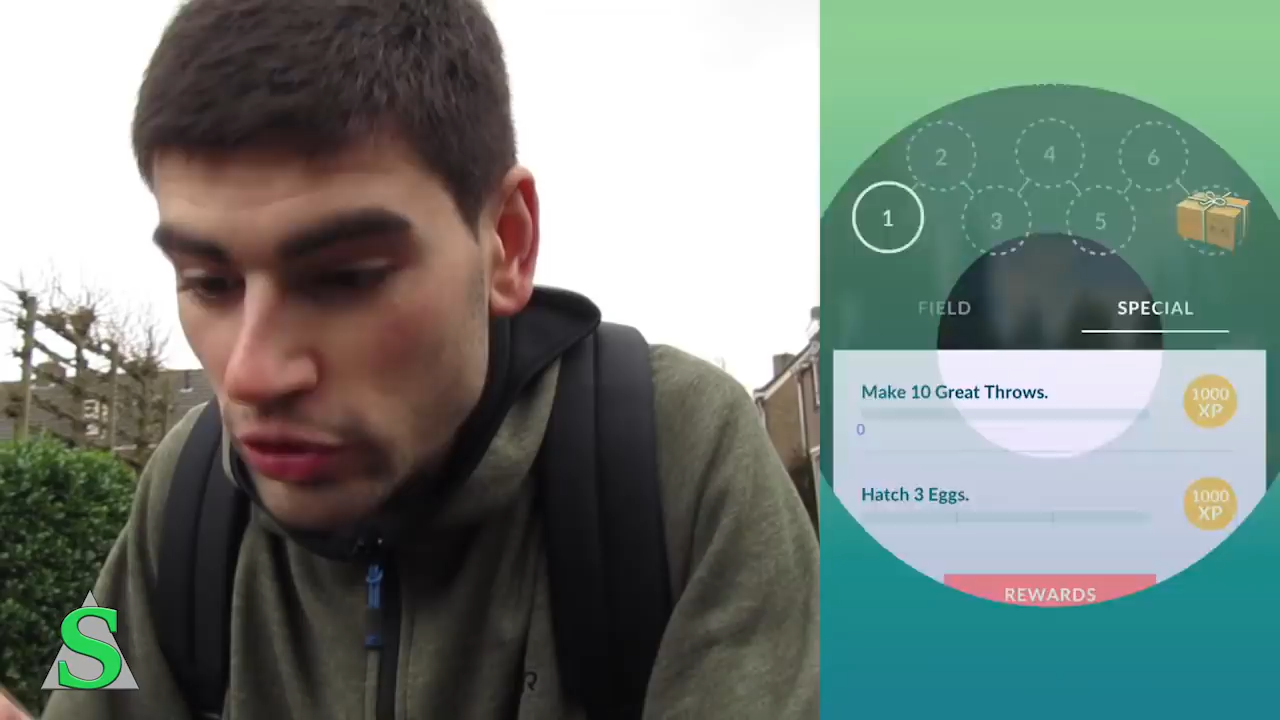 2 4 6
1 3 5
FIELD SPECIAL
Make 10 Great Throws.
1000
XP
0
Hatch 3 Eggs.
1000
XP
REWARDS
S